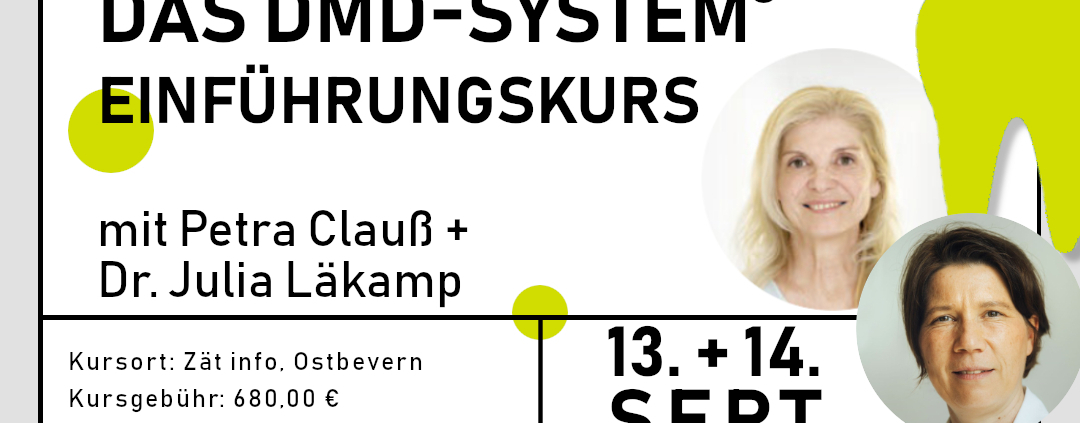 DAS DMD-SYSTEM®
EINFÜHRUNGSKURS
mit Petra Clauß +
Dr. Julia Läkamp
Kursort: Zät info, Ostbevern
Kursgebühr: 680,00 €
13. + 14.
SEPT